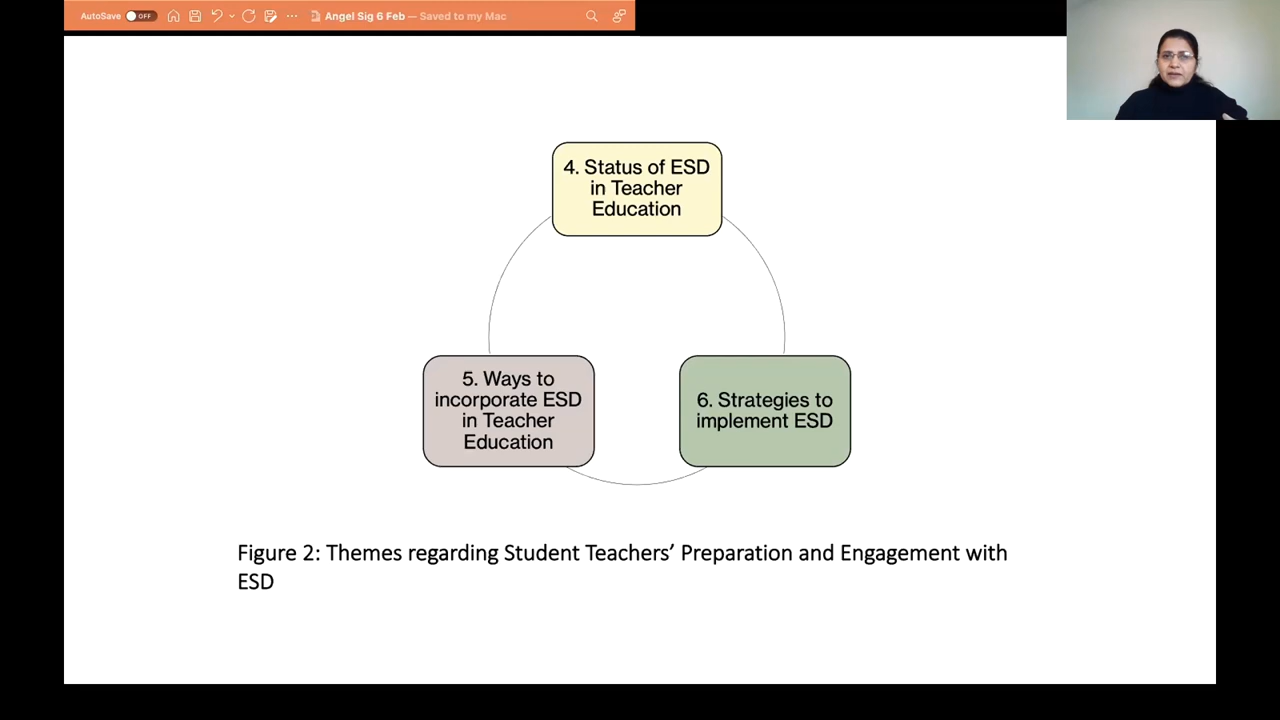 AutoSave OFF ... Angel Sig 6 Feb — Saved to my Mac
4. Status of ESD
in Teacher
Education
5. Ways to
incorporate ESD
in Teacher
Education
6. Strategies to
implement ESD
Figure 2: Themes regarding Student Teachers’ Preparation and Engagement with
ESD